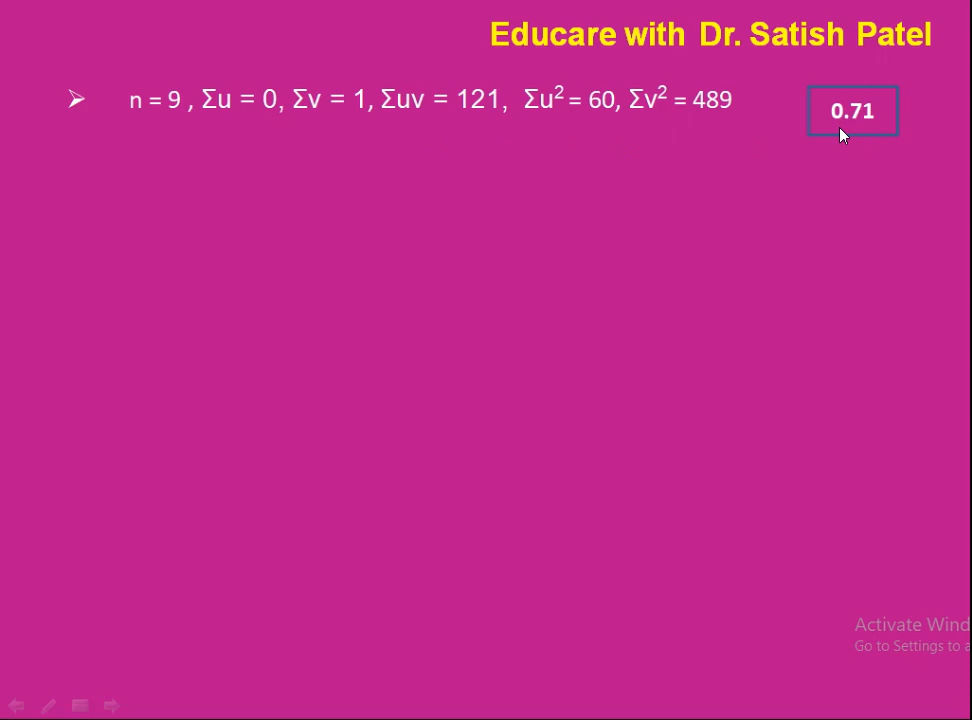 Educare with Dr. Satish Patel
➢ n = 9 , Σu = 0, Σv = 1, Σuv = 121, Σu² = 60, Σv² = 489
0.71
Activate Wind
Go to Settings to a